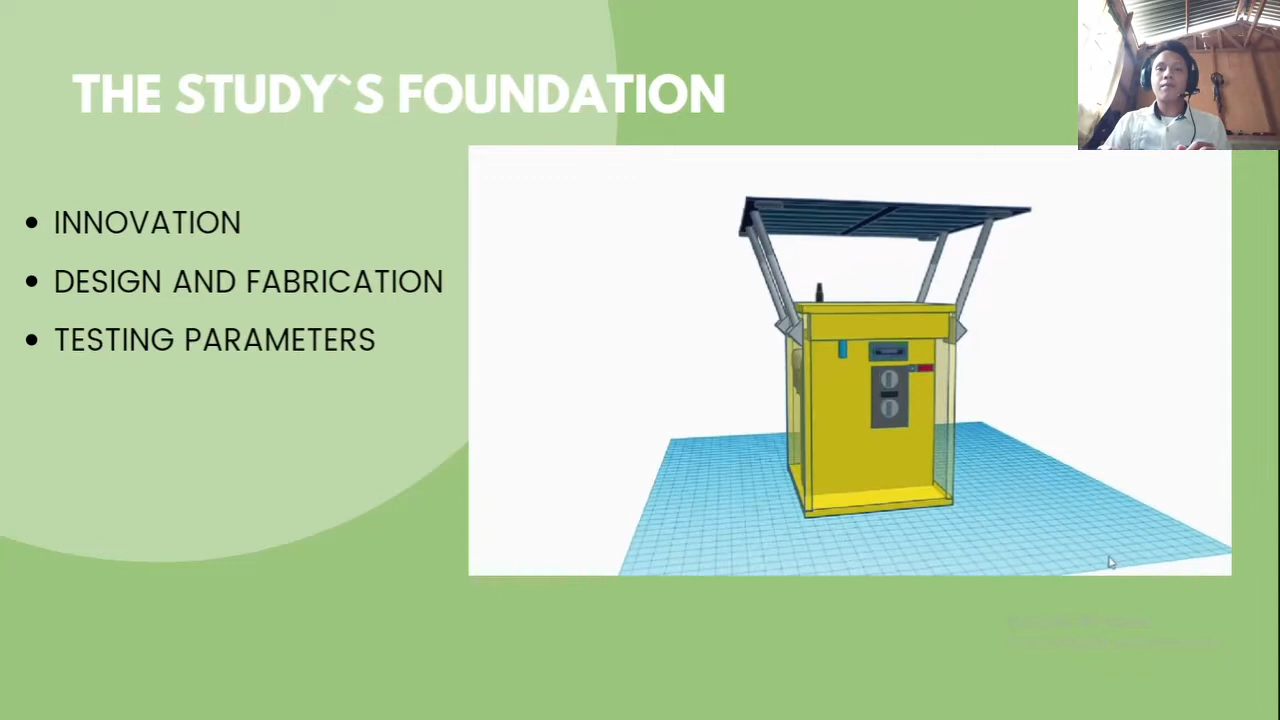 THE STUDY`S FOUNDATION
• INNOVATION
• DESIGN AND FABRICATION
• TESTING PARAMETERS